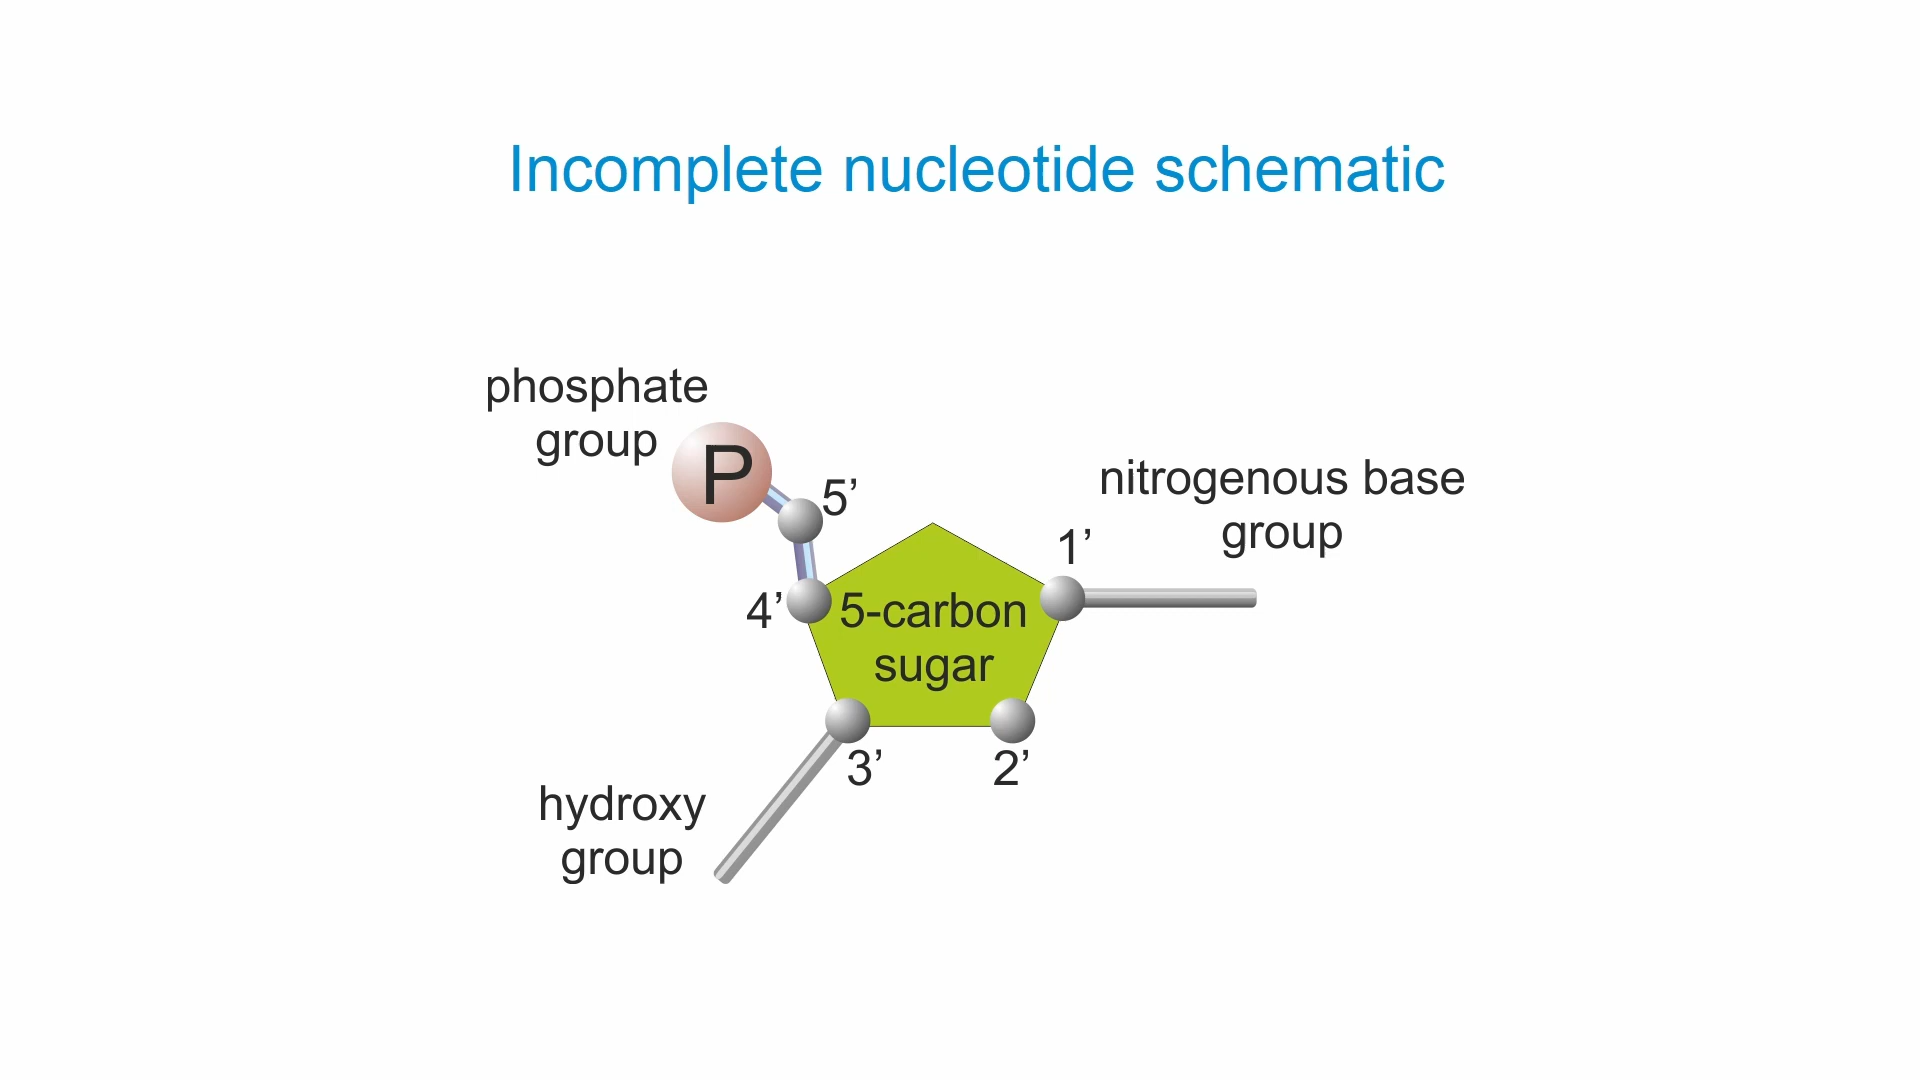 Incomplete nucleotide schematic
phosphate
group
P
5’
nitrogenous base
group
1’
4’
5-carbon
sugar
3’
2’
hydroxy
group